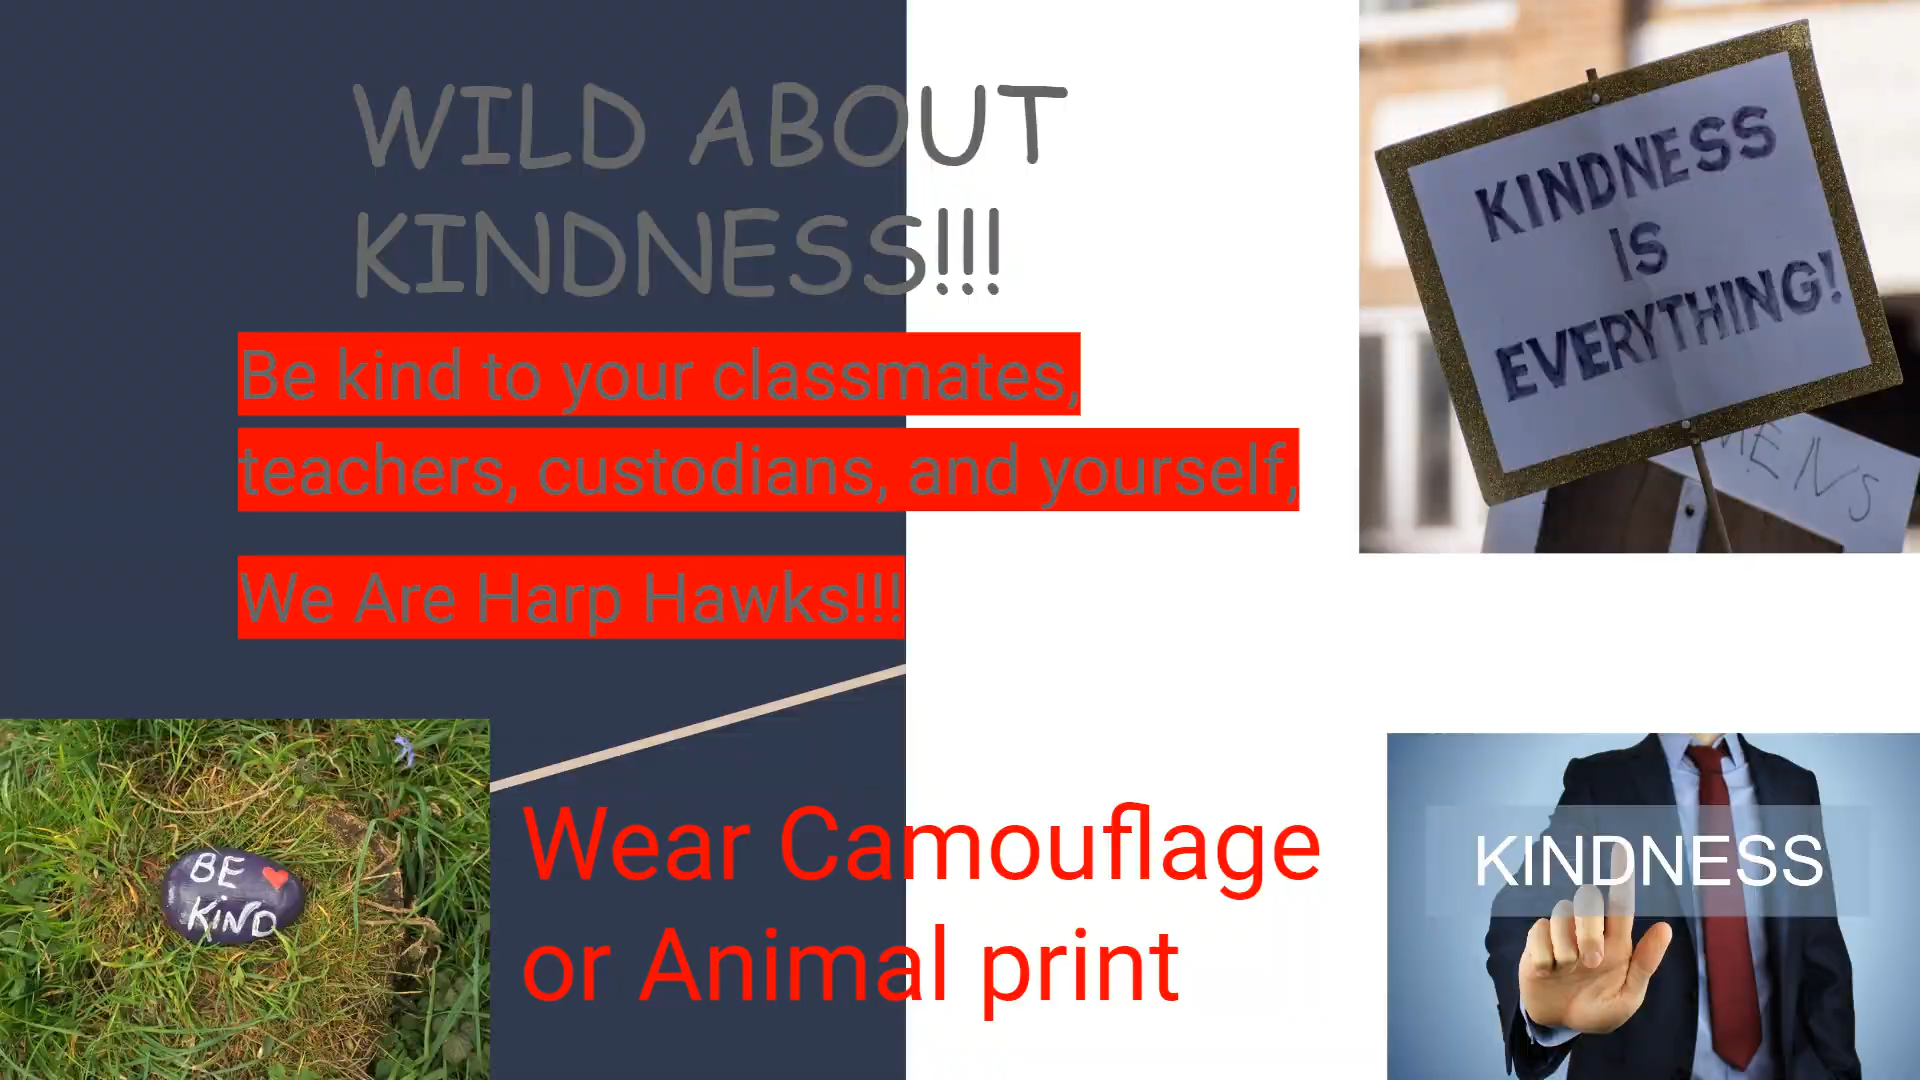 WILD ABOUT
KINDNESS!!!
Be kind to your classmates,
teachers, custodians, and yourself,
We Are Harp Hawks!!!
Wear Camouflage
or Animal print
KINDNESS
IS
EVERYTHING!
MENS
BE
KIND
KINDNESS